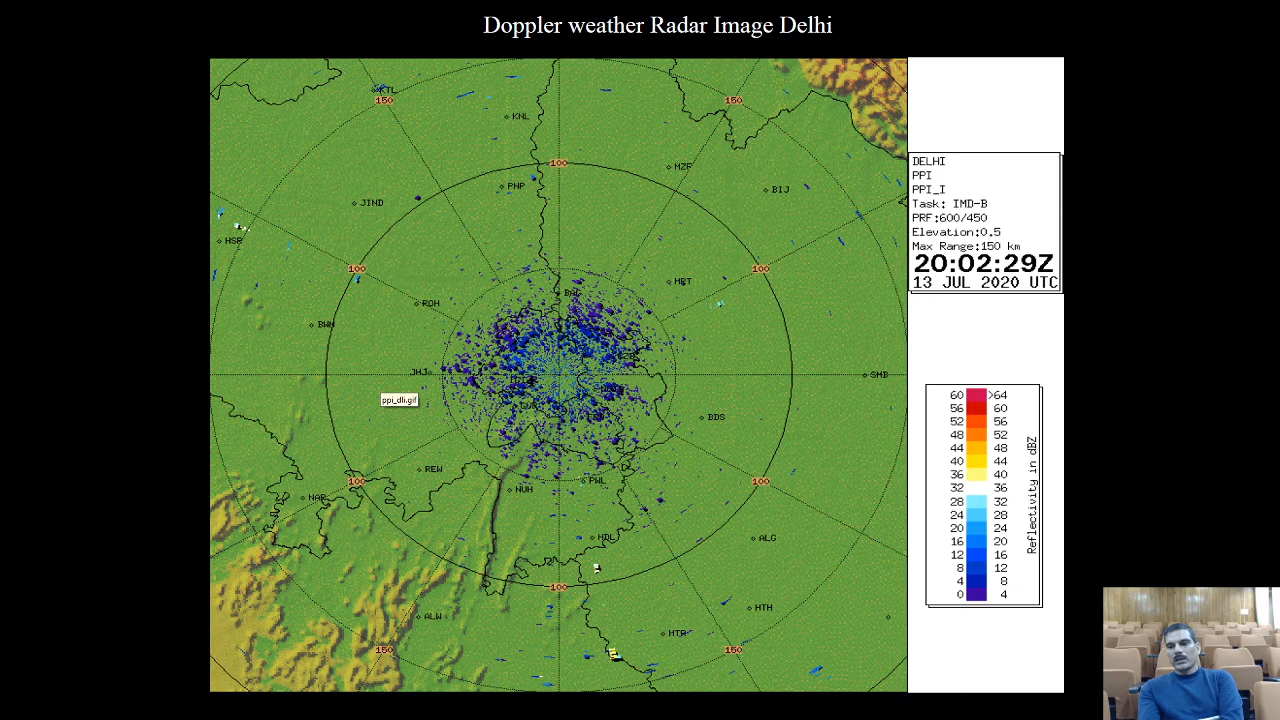 Doppler weather Radar Image Delhi
KTL
150
150
KNL
100
MZF
PNP
BIJ
JIND
HSR
100
100
MRT
BAG
ROH
BWN
JHJ
SMB
ppi_dli.gif
BDS
REW
100
100
NUH
PWL
NAR
HDL
ALG
100
HTH
ALW
MTR
150
150
DELHI
PPI
PPI_I
Task: IMD-B
PRF:600/450
Elevation:0.5
Max Range:150 km
20:02:29Z
13 JUL 2020 UTC
60 >64
56 60
52 56
48 52
44 48
40 44
36 40
32 36
28 32
24 28
20 24
16 20
12 16
8 12
4 8
0 4
Reflectivity in dBZ